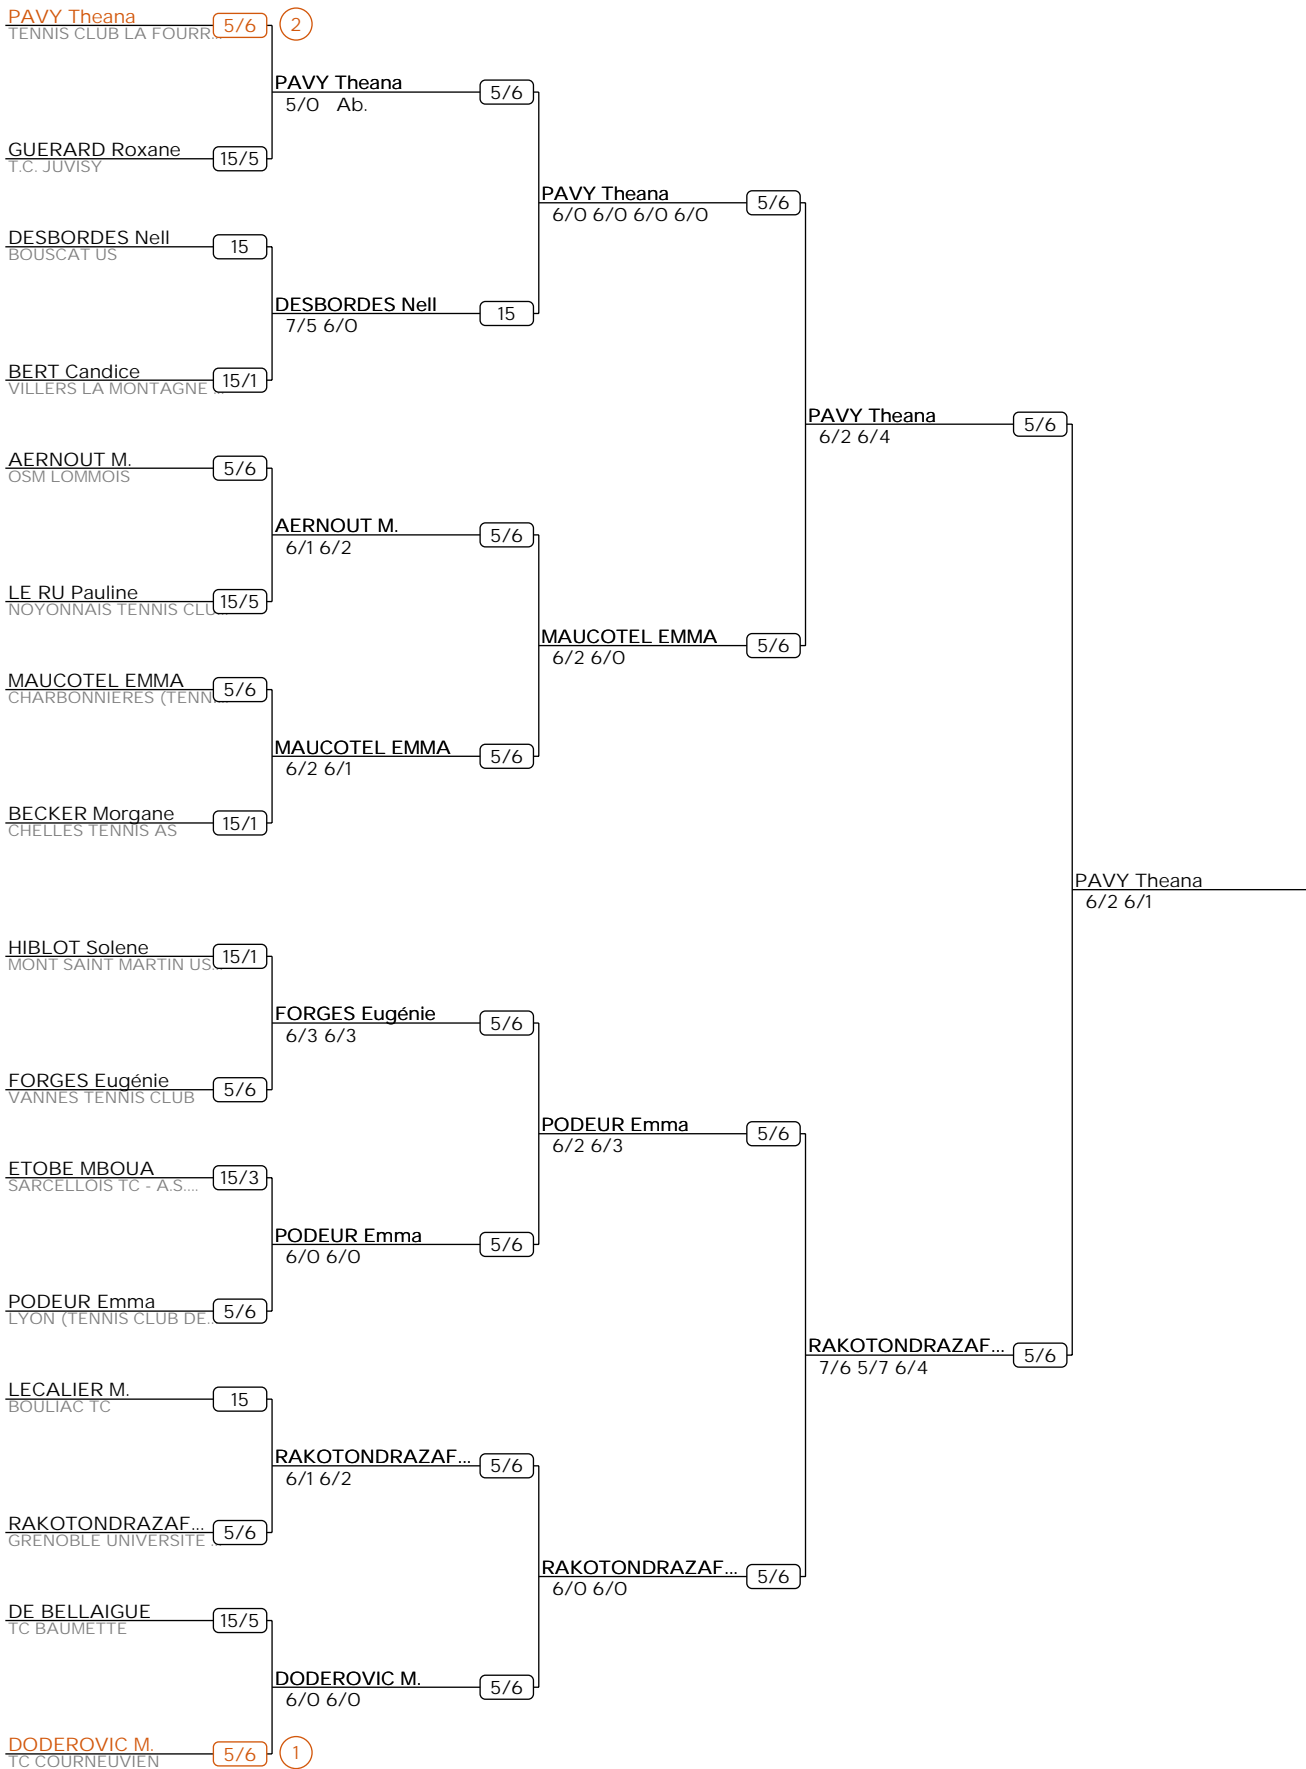 PAVY Theana
TENNIS CLUB LA FOURR...
5/6
2
GUERARD Roxane
T.C. JUVISY
15/5
PAVY Theana
5/0 Ab.
5/6
DESBORDES Nell
BOUSCAT US
15
BERT Candice
VILLERS LA MONTAGNE ...
15/1
DESBORDES Nell
7/5 6/0
15
PAVY Theana
6/0 6/0 6/0 6/0
5/6
AERNOUT M.
OSM LOMMOIS
5/6
LE RU Pauline
NOYONNAIS TENNIS CLU...
15/5
AERNOUT M.
6/1 6/2
5/6
MAUCOTEL EMMA
CHARBONNIERES (TENN...
5/6
BECKER Morgane
CHELLES TENNIS AS
15/1
MAUCOTEL EMMA
6/2 6/1
5/6
MAUCOTEL EMMA
6/2 6/0
5/6
PAVY Theana
6/2 6/4
5/6
HIBLOT Solene
MONT SAINT MARTIN US...
15/1
FORGES Eugénie
VANNES TENNIS CLUB
5/6
FORGES Eugénie
6/3 6/3
5/6
ETOBE MBOUA
SARCELLOIS TC - A.S....
15/3
PODEUR Emma
LYON (TENNIS CLUB DE...
5/6
PODEUR Emma
6/0 6/0
5/6
PODEUR Emma
6/2 6/3
5/6
LECALIER M.
BOULIAC TC
15
RAKOTONDRAZAF...
GRENOBLE UNIVERSITE ...
5/6
RAKOTONDRAZAF...
6/1 6/2
5/6
DE BELLAIGUE
TC BAUMETTE
15/5
DODEROVIC M.
TC COURNEUVIEN
5/6
1
DODEROVIC M.
6/0 6/0
5/6
RAKOTONDRAZAF...
6/0 6/0
5/6
RAKOTONDRAZAF...
7/6 5/7 6/4
5/6
PAVY Theana
6/2 6/1